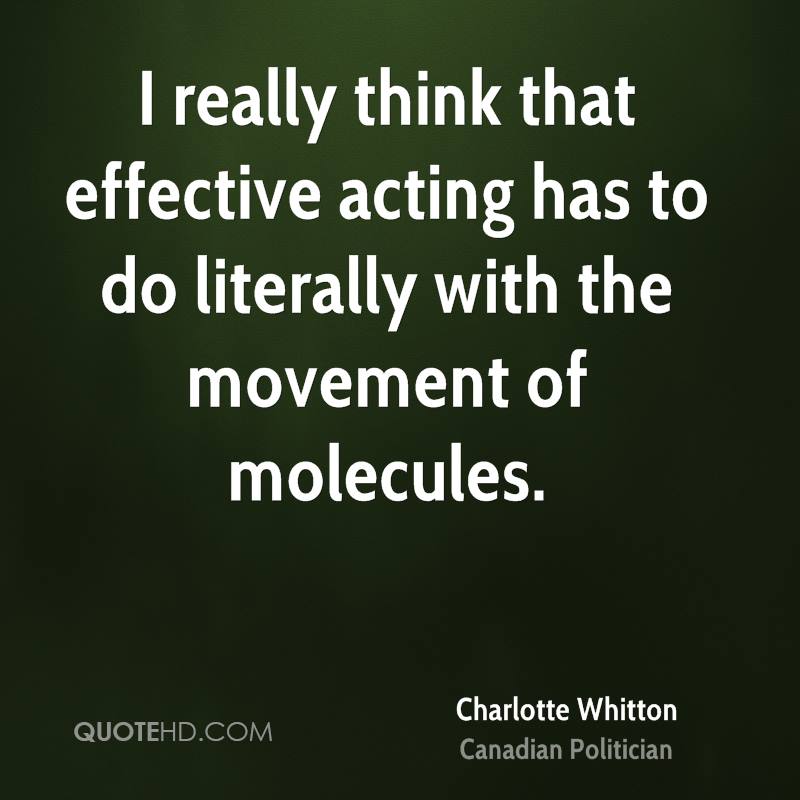 I really think that
effective acting has to
do literally with the
movement of
molecules.
Charlotte Whitton
QUOTEHD.COM
Canadian Politician